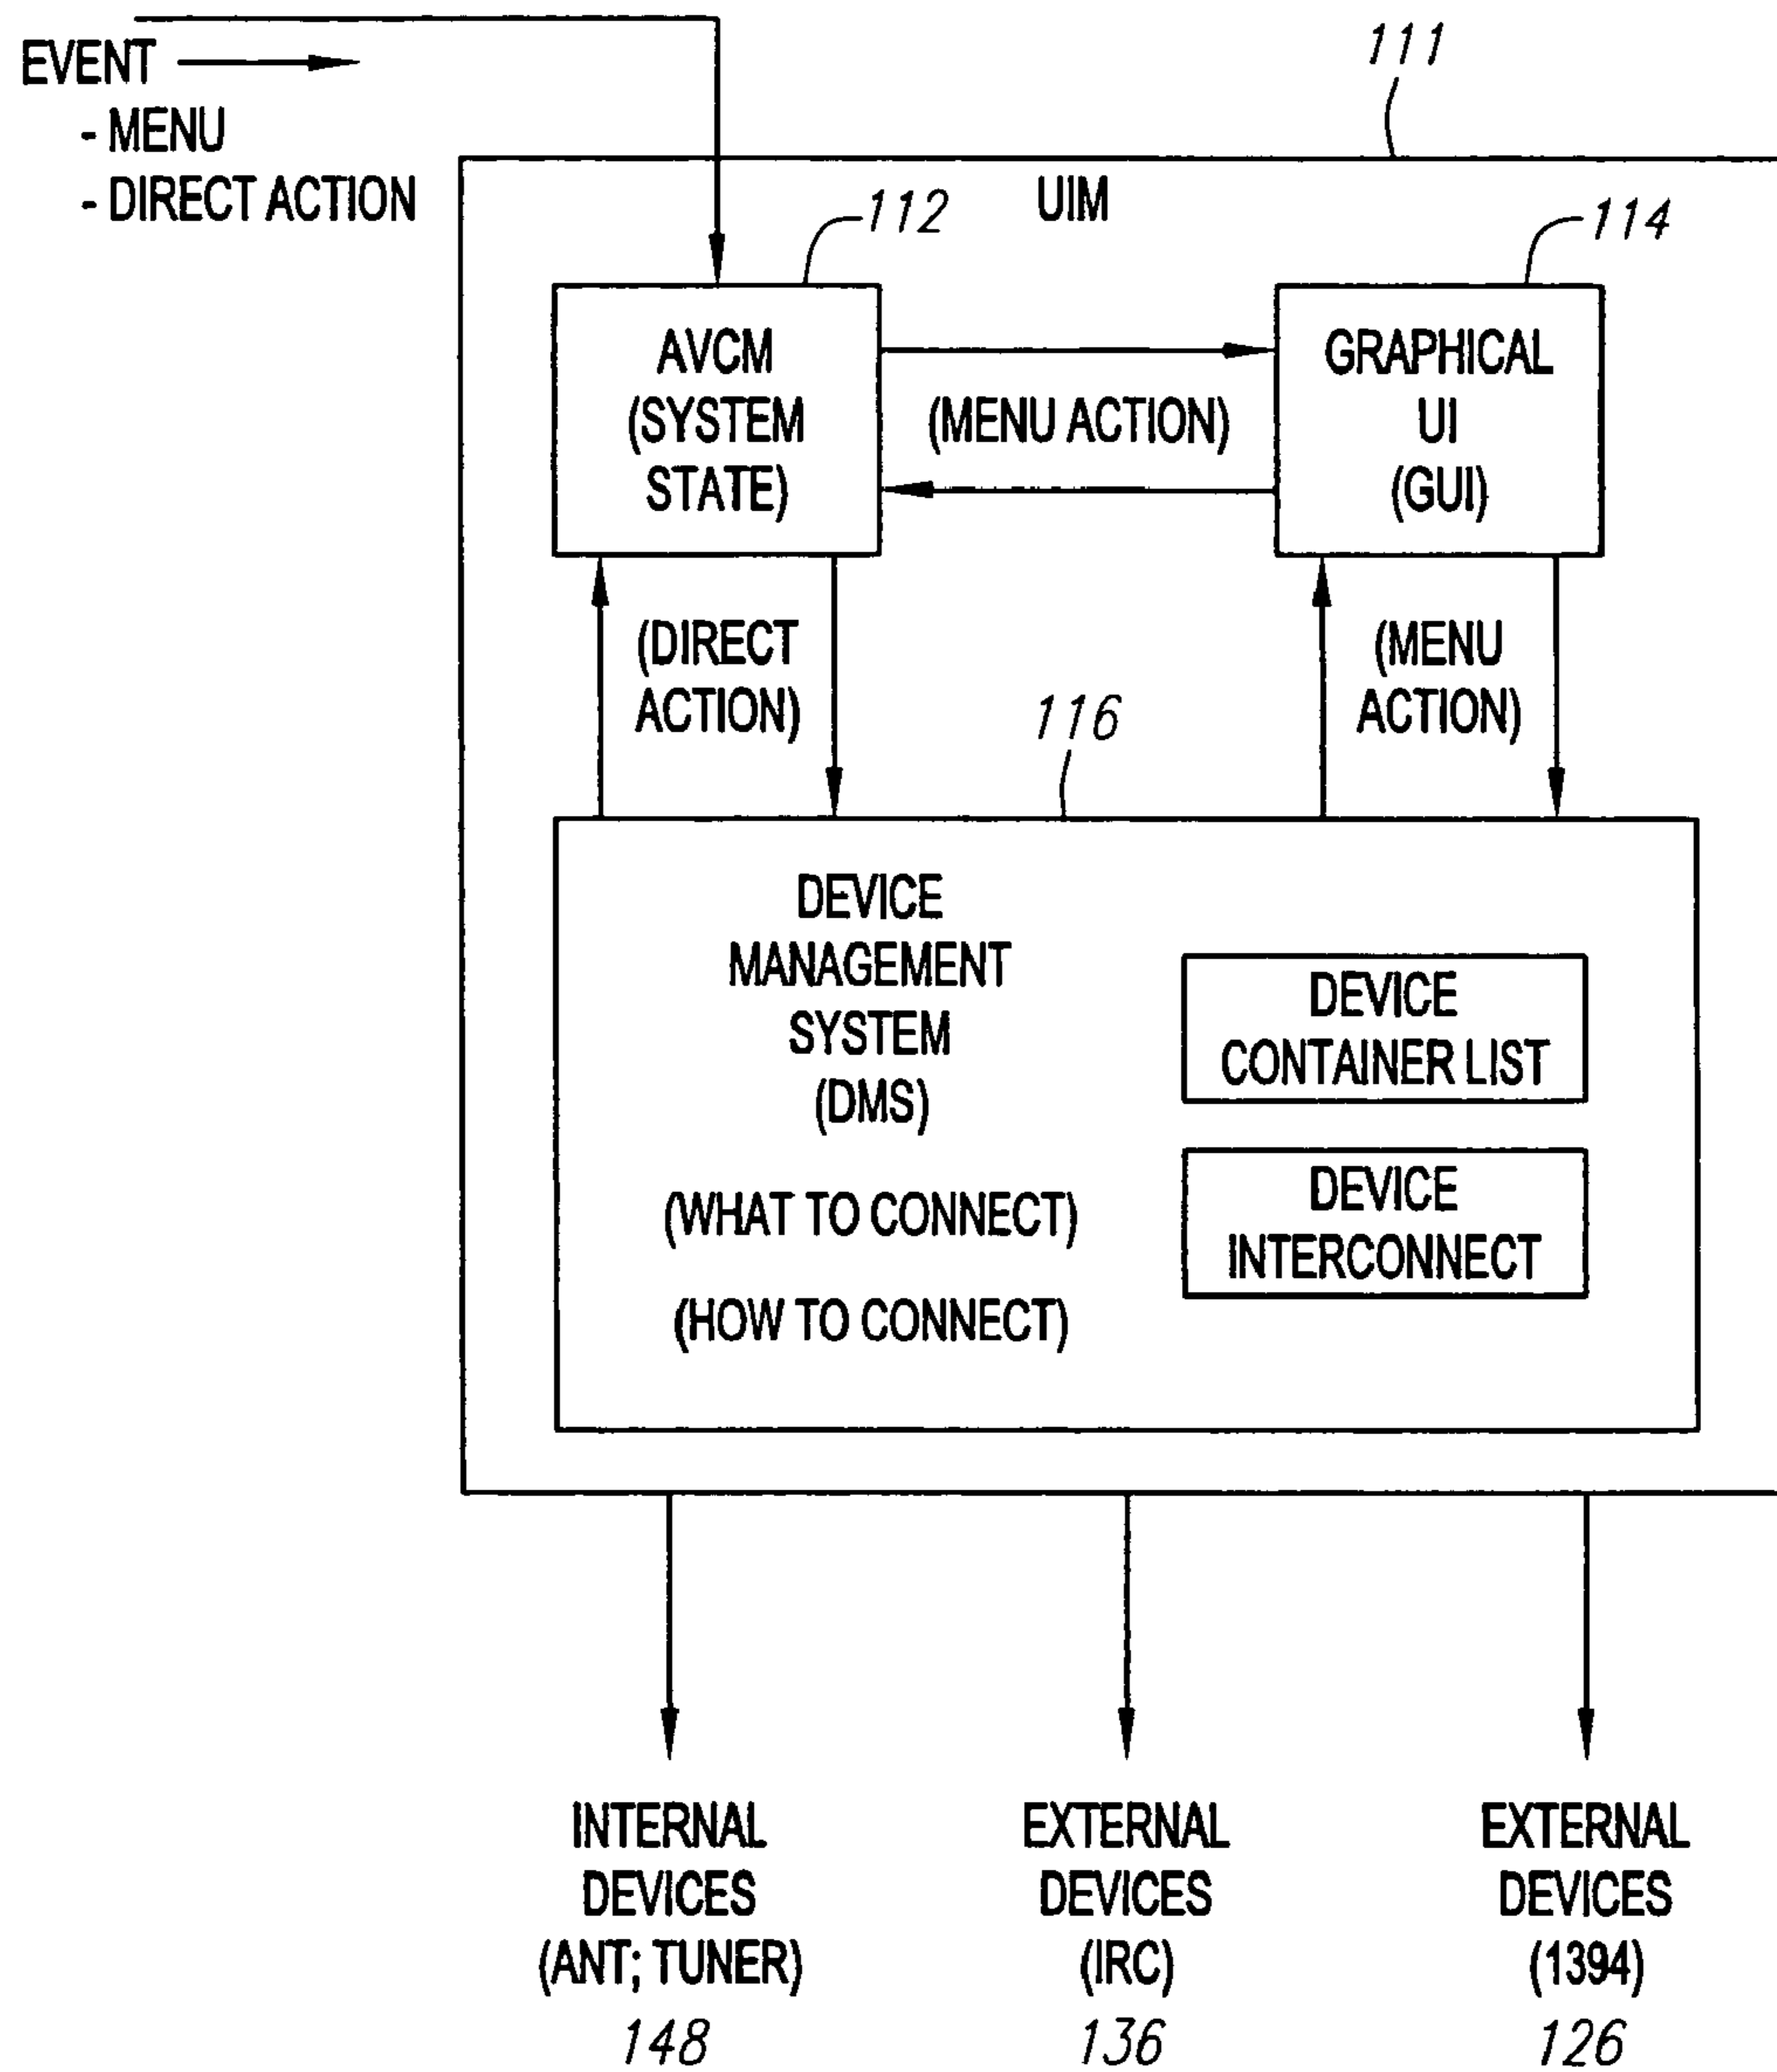 111
EVENT
- MENU
- DIRECT ACTION
UIM
112
114
AVCM
(SYSTEM
STATE)
(MENU ACTION)
GRAPHICAL
UI
(GUI)
(DIRECT
ACTION)
(MENU
ACTION)
116
DEVICE
MANAGEMENT
SYSTEM
(DMS)
(WHAT TO CONNECT)
(HOW TO CONNECT)
DEVICE
CONTAINER LIST
DEVICE
INTERCONNECT
INTERNAL
DEVICES
(ANT; TUNER)
148
EXTERNAL
DEVICES
(IRC)
136
EXTERNAL
DEVICES
(1394)
126